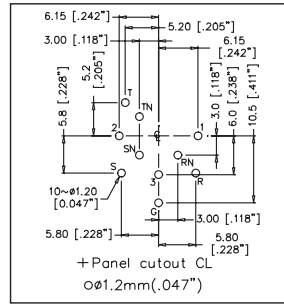 6.15 [.242"]
5.20 [.205"]
3.00 [.118"]
6.15
[.242"]
5.2
[.205"]
5.8 [.228"]
T
TN
2
1
SN
RN
S
3
R
G
3.0 [.118"]
6.0 [.238"]
10.5 [.411"]
10~ø1.20
[0.047"]
3.00 [.118"]
5.80 [.228"]
5.80
[.228"]
+Panel cutout CL
Oø1.2mm(.047")